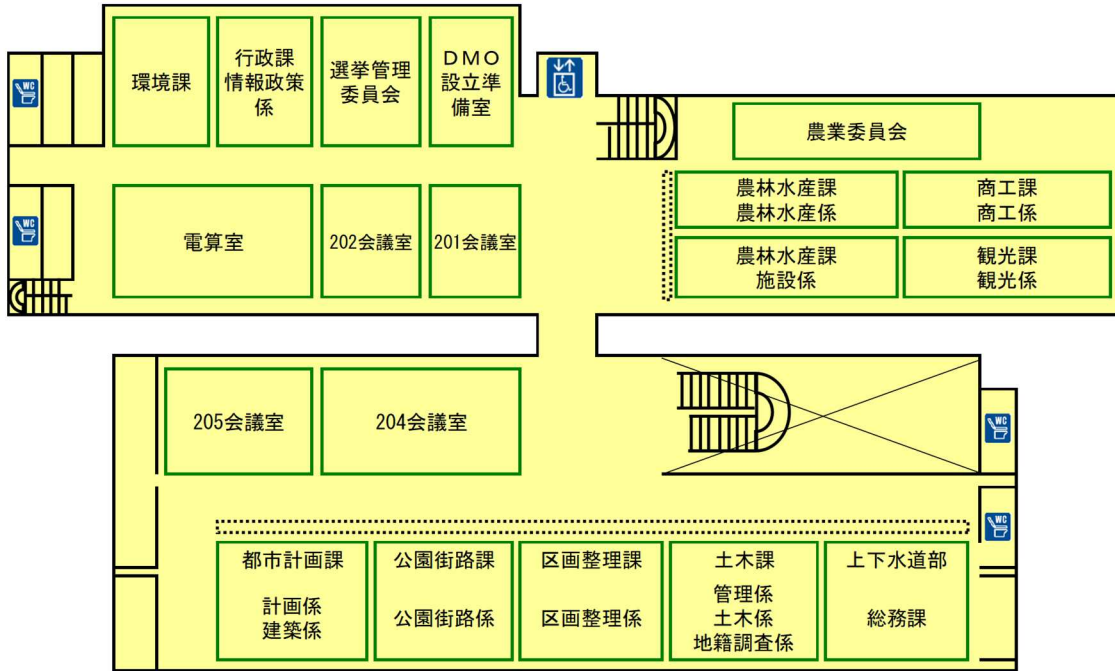 環境課
行政課
情報政策
係
選挙管理
委員会
ＤＭＯ
設立準
備室
WC
農業委員会
農林水産課
農林水産係
商工課
商工係
WC
電算室
202会議室
201会議室
農林水産課
施設係
観光課
観光係
205会議室
204会議室
WC
WC
都市計画課
計画係
建築係
公園街路課
公園街路係
区画整理課
区画整理係
土木課
管理係
土木係
地籍調査係
上下水道部
総務課